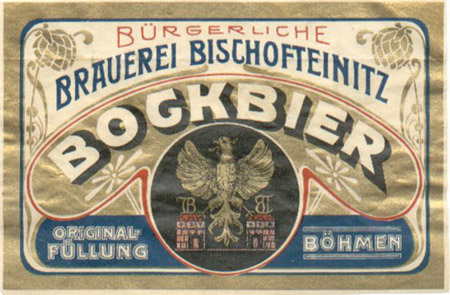 BÜRGERLICHE
BRAUEREI BISCHOFTEINITZ
BOCKBIER
B B
ORIGINAL-
FÜLLUNG
BÖHMEN